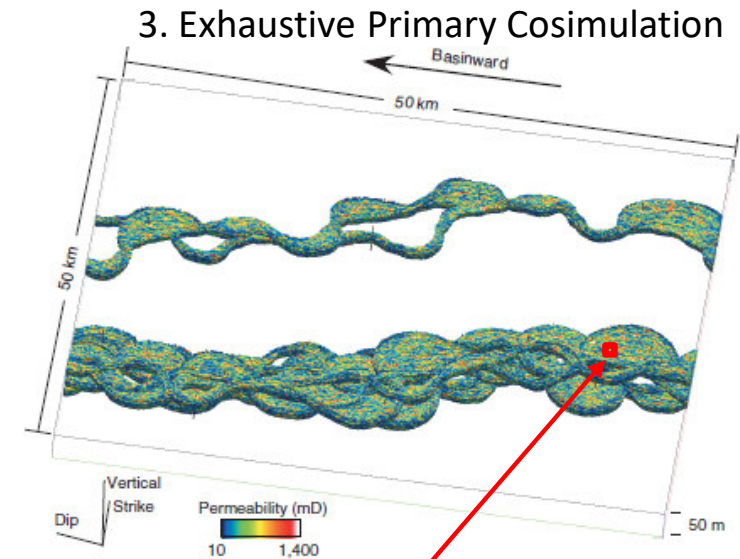 3. Exhaustive Primary Cosimulation
Basinward
50 km
50 km
Vertical
Strike
Dip
Permeability (mD)
10 1,400
50 m